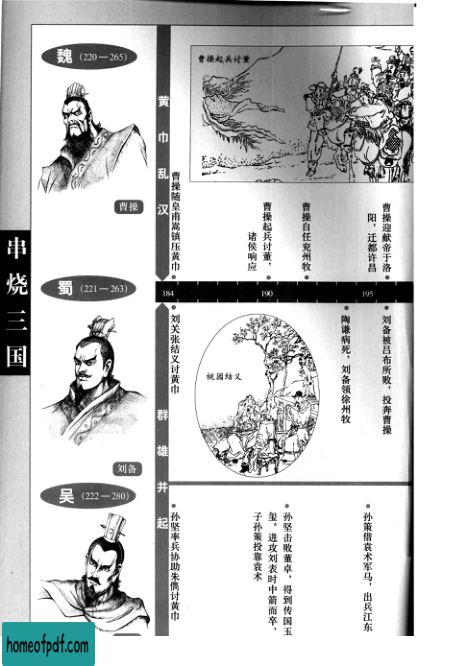 串烧三国
魏（220—265）
曹操
黄巾乱汉
曹操起兵讨董
曹操随皇甫嵩镇压黄巾
曹操起兵讨董，
诸侯响应
曹操自任兖州牧
曹操迎献帝于洛
阳，迁都许昌
184
190
195
蜀（221—263）
刘备
群雄并起
刘关张结义讨黄巾
桃园结义
陶谦病死，刘备领徐州牧
刘备被吕布所败，投奔曹操
吴（222—280）
孙坚率兵协助朱儁讨黄巾
孙坚击败董卓，得到传国玉
玺。进攻刘表时中箭而卒，
子孙策投靠袁术
孙策借袁术军马，出兵江东
homeofpdf.com